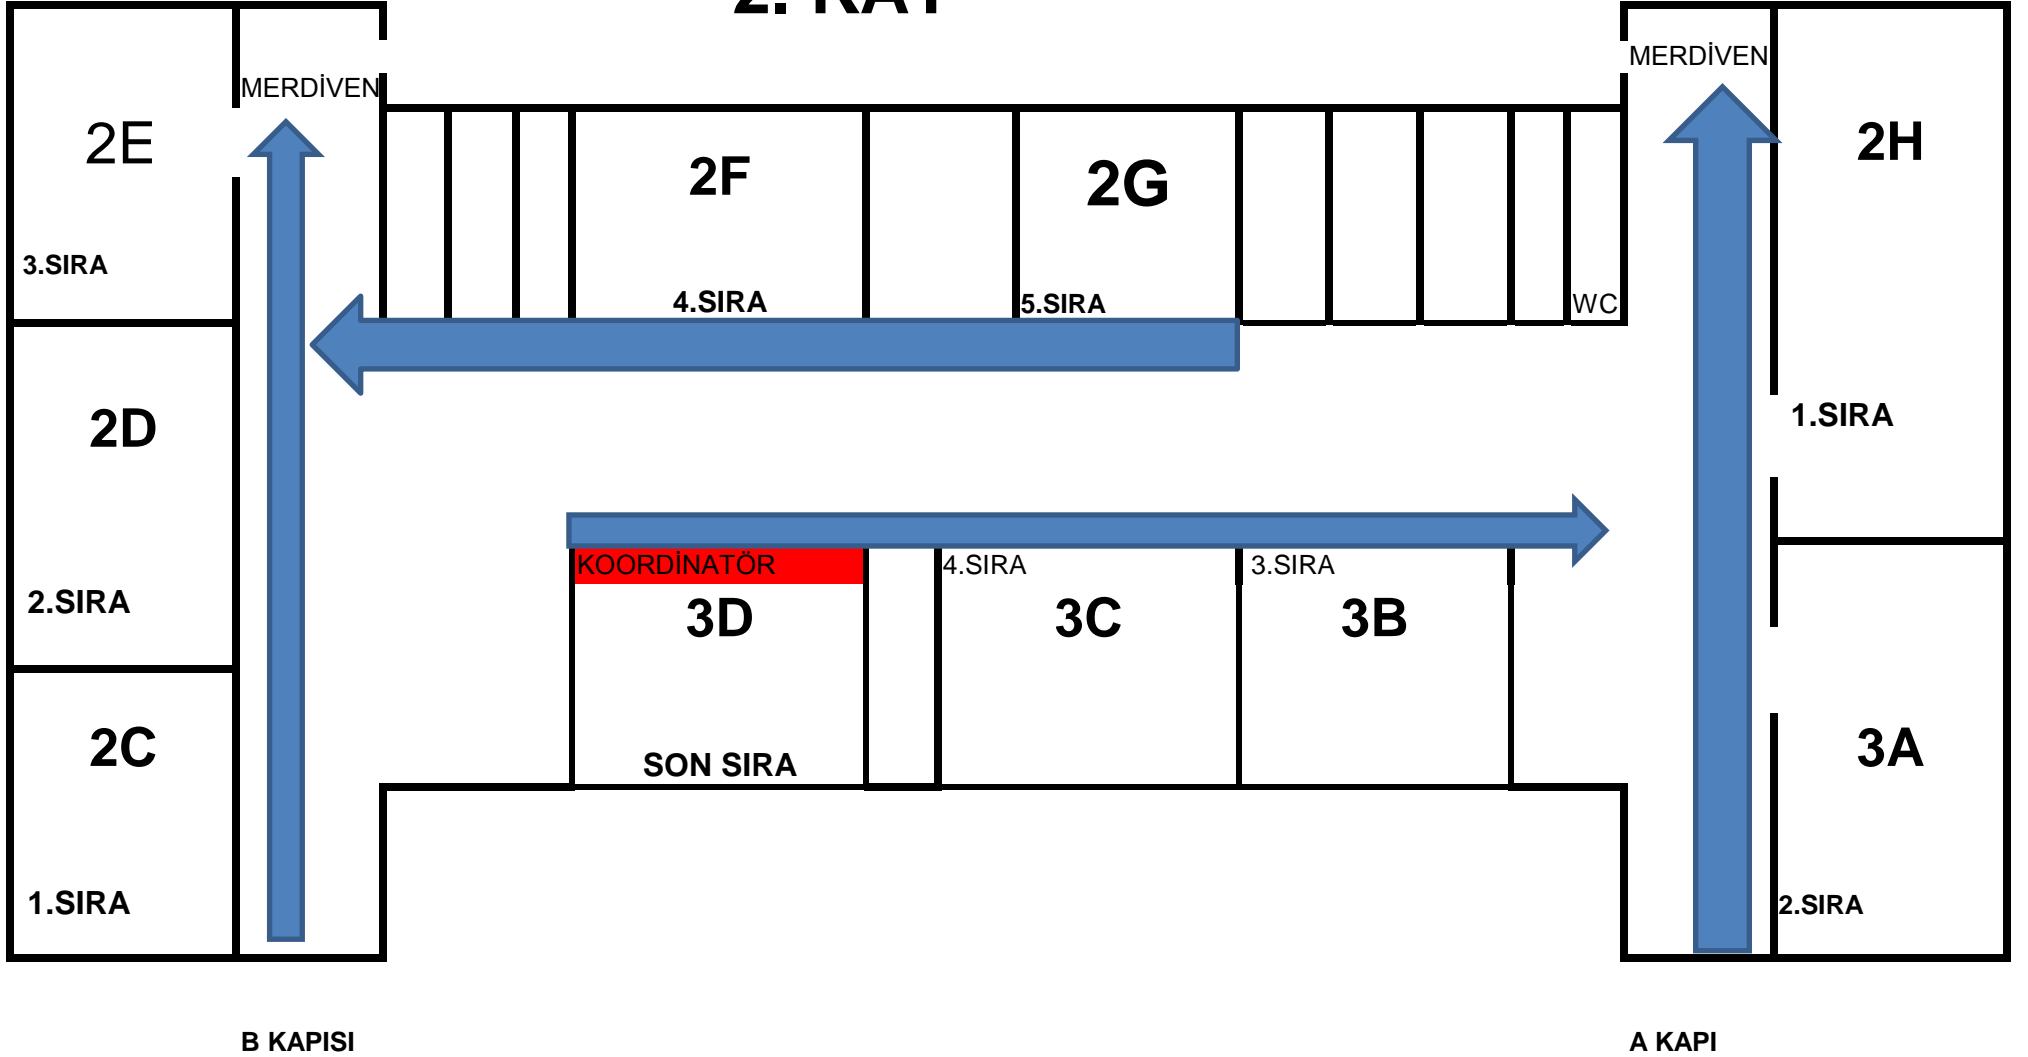 2. KAT
MERDİVEN
MERDİVEN
2E
2F
2G
2H
3.SIRA
4.SIRA
5.SIRA
WC
2D
1.SIRA
KOORDİNATÖR
4.SIRA
3.SIRA
2.SIRA
3D
3C
3B
2C
3A
SON SIRA
1.SIRA
2.SIRA
B KAPISI
A KAPI